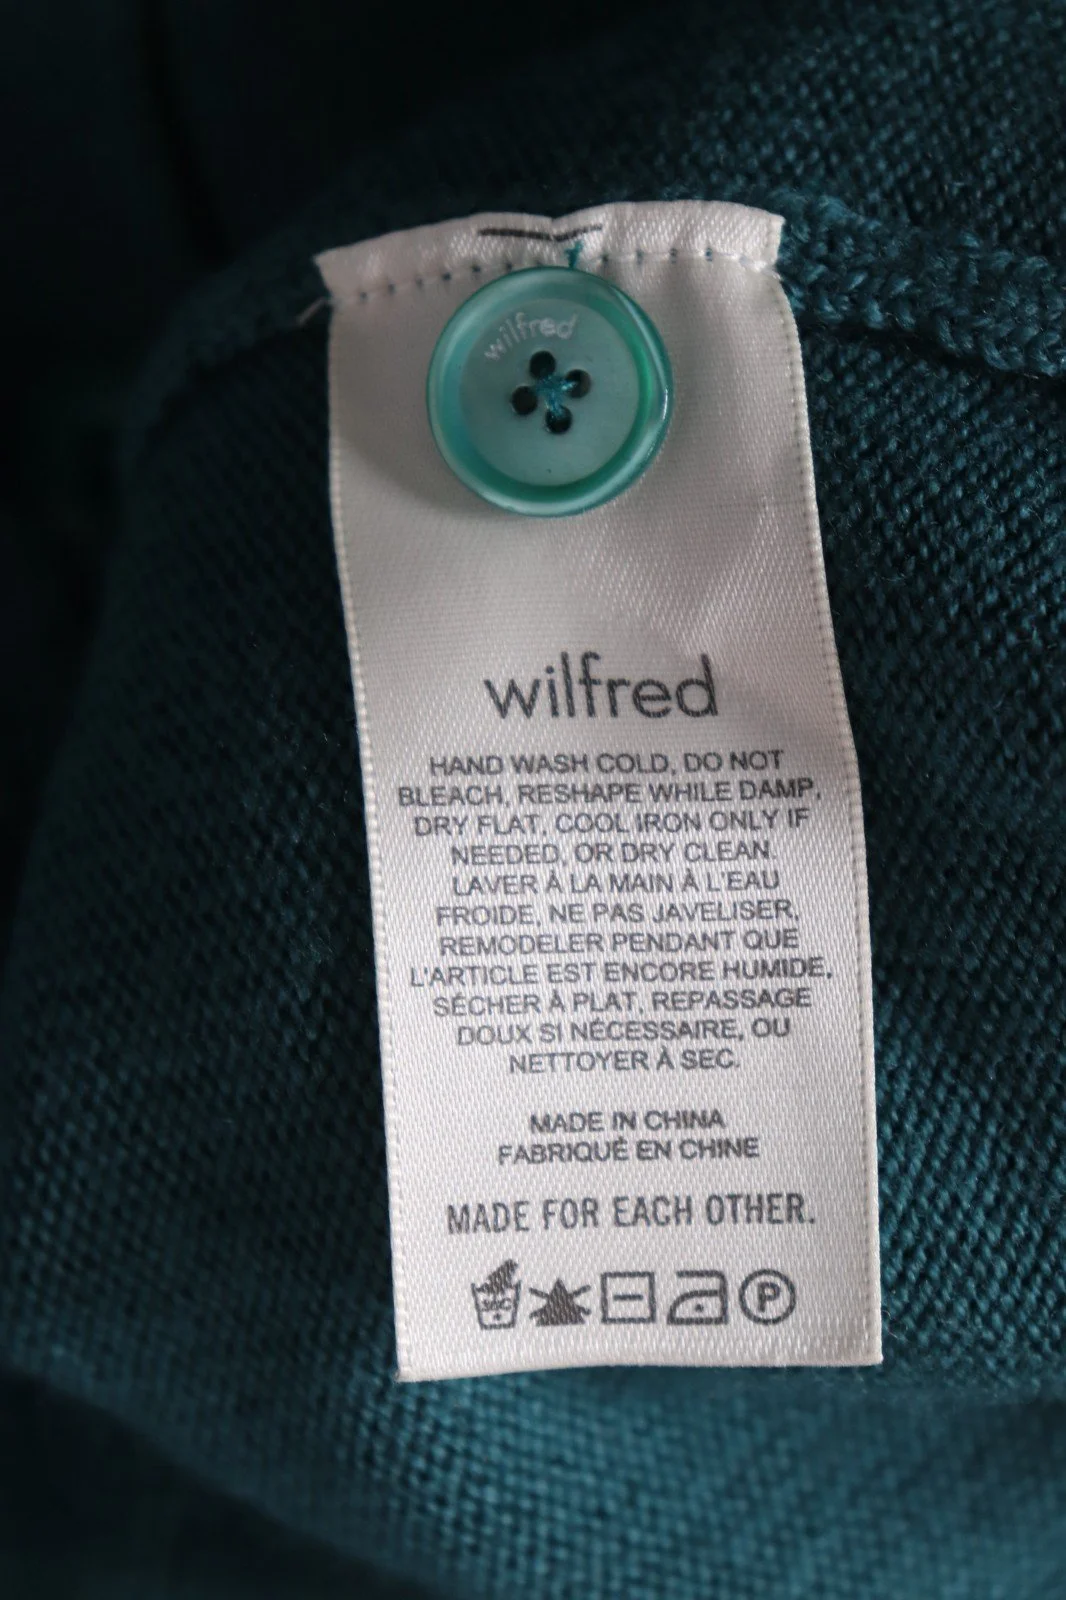 wilfred
wilfred
HAND WASH COLD, DO NOT
BLEACH, RESHAPE WHILE DAMP,
DRY FLAT, COOL IRON ONLY IF
NEEDED, OR DRY CLEAN.
LAVER À LA MAIN À L'EAU
FROIDE, NE PAS JAVELISER,
REMODELER PENDANT QUE
L'ARTICLE EST ENCORE HUMIDE,
SÉCHER À PLAT, REPASSAGE
DOUX SI NÉCESSAIRE, OU
NETTOYER À SEC.
MADE IN CHINA
FABRIQUÉ EN CHINE
MADE FOR EACH OTHER.
30C P